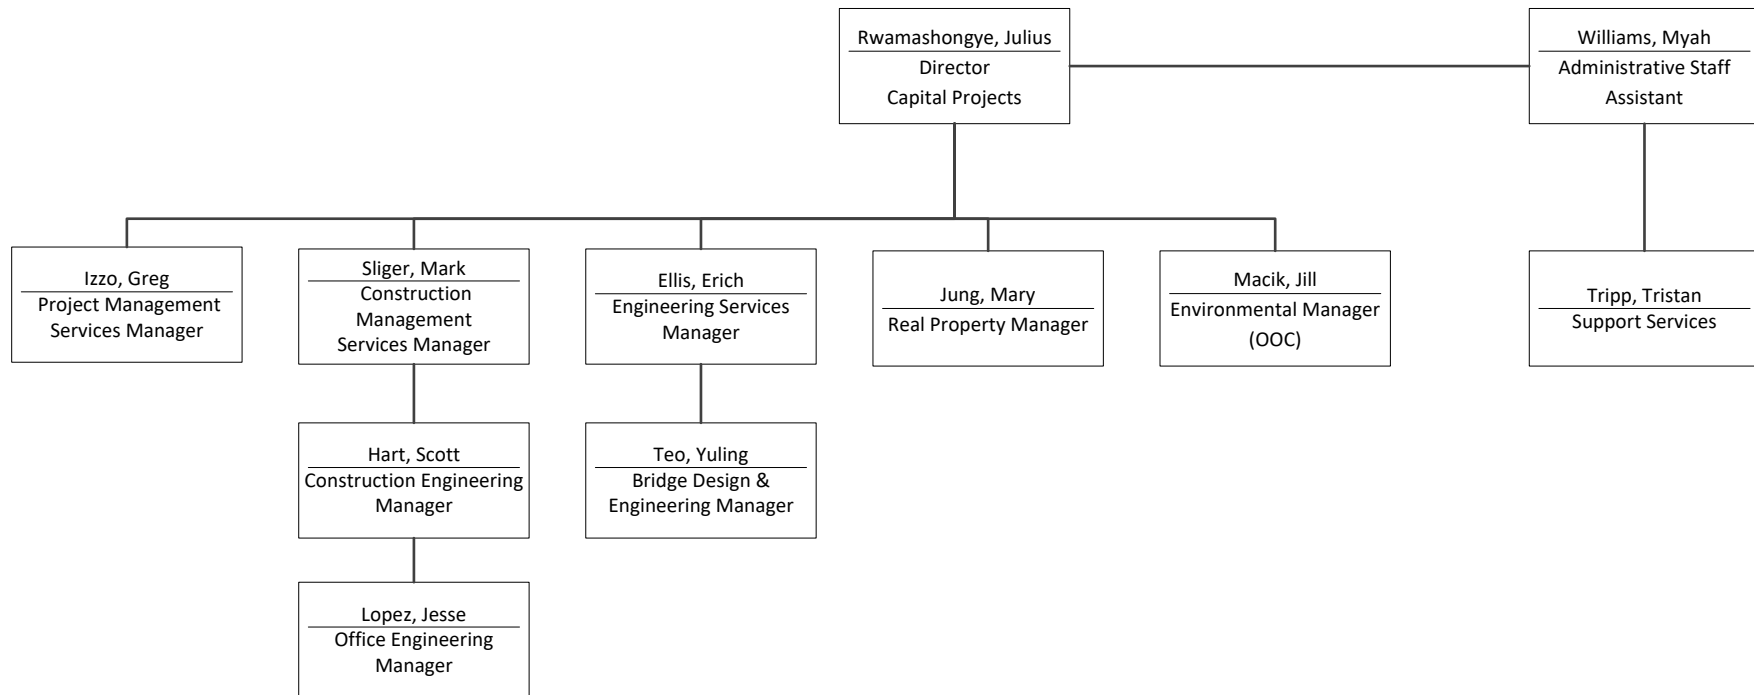 Rwamashongye, Julius
Director
Capital Projects
Williams, Myah
Administrative Staff
Assistant
Izzo, Greg
Project Management
Services Manager
Sliger, Mark
Construction
Management
Services Manager
Ellis, Erich
Engineering Services
Manager
Jung, Mary
Real Property Manager
Macik, Jill
Environmental Manager
(OOC)
Tripp, Tristan
Support Services
Hart, Scott
Construction Engineering
Manager
Teo, Yuling
Bridge Design &
Engineering Manager
Lopez, Jesse
Office Engineering
Manager